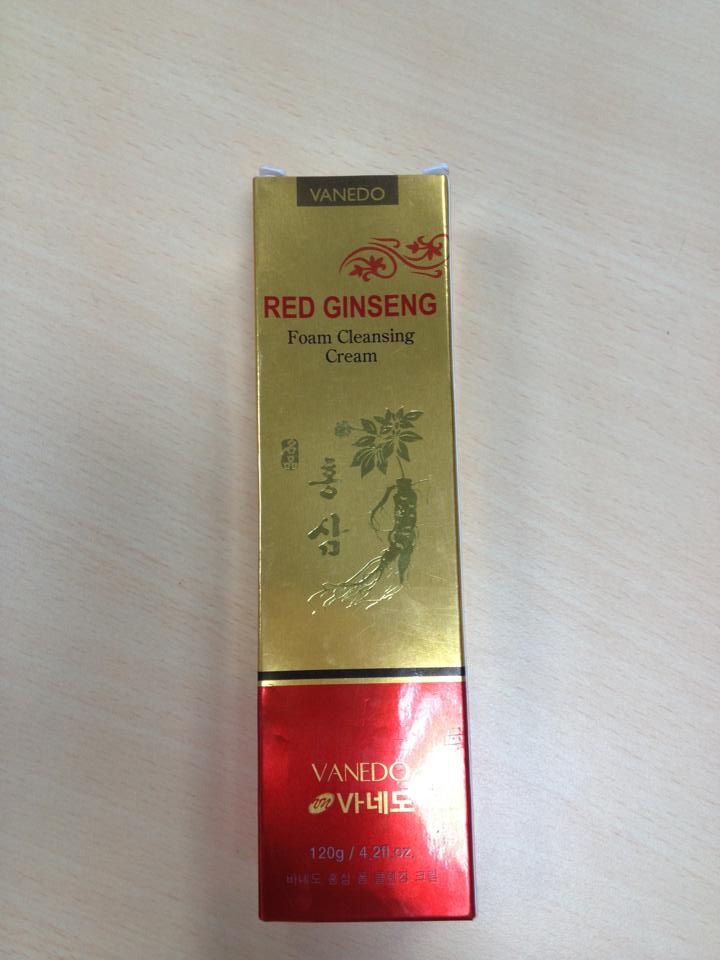 VANEDO
RED GINSENG
Foam Cleansing
Cream
홍삼
VANEDO
바네도
120g / 4.2fl.oz
바네도 홍삼 폼 클렌징 크림